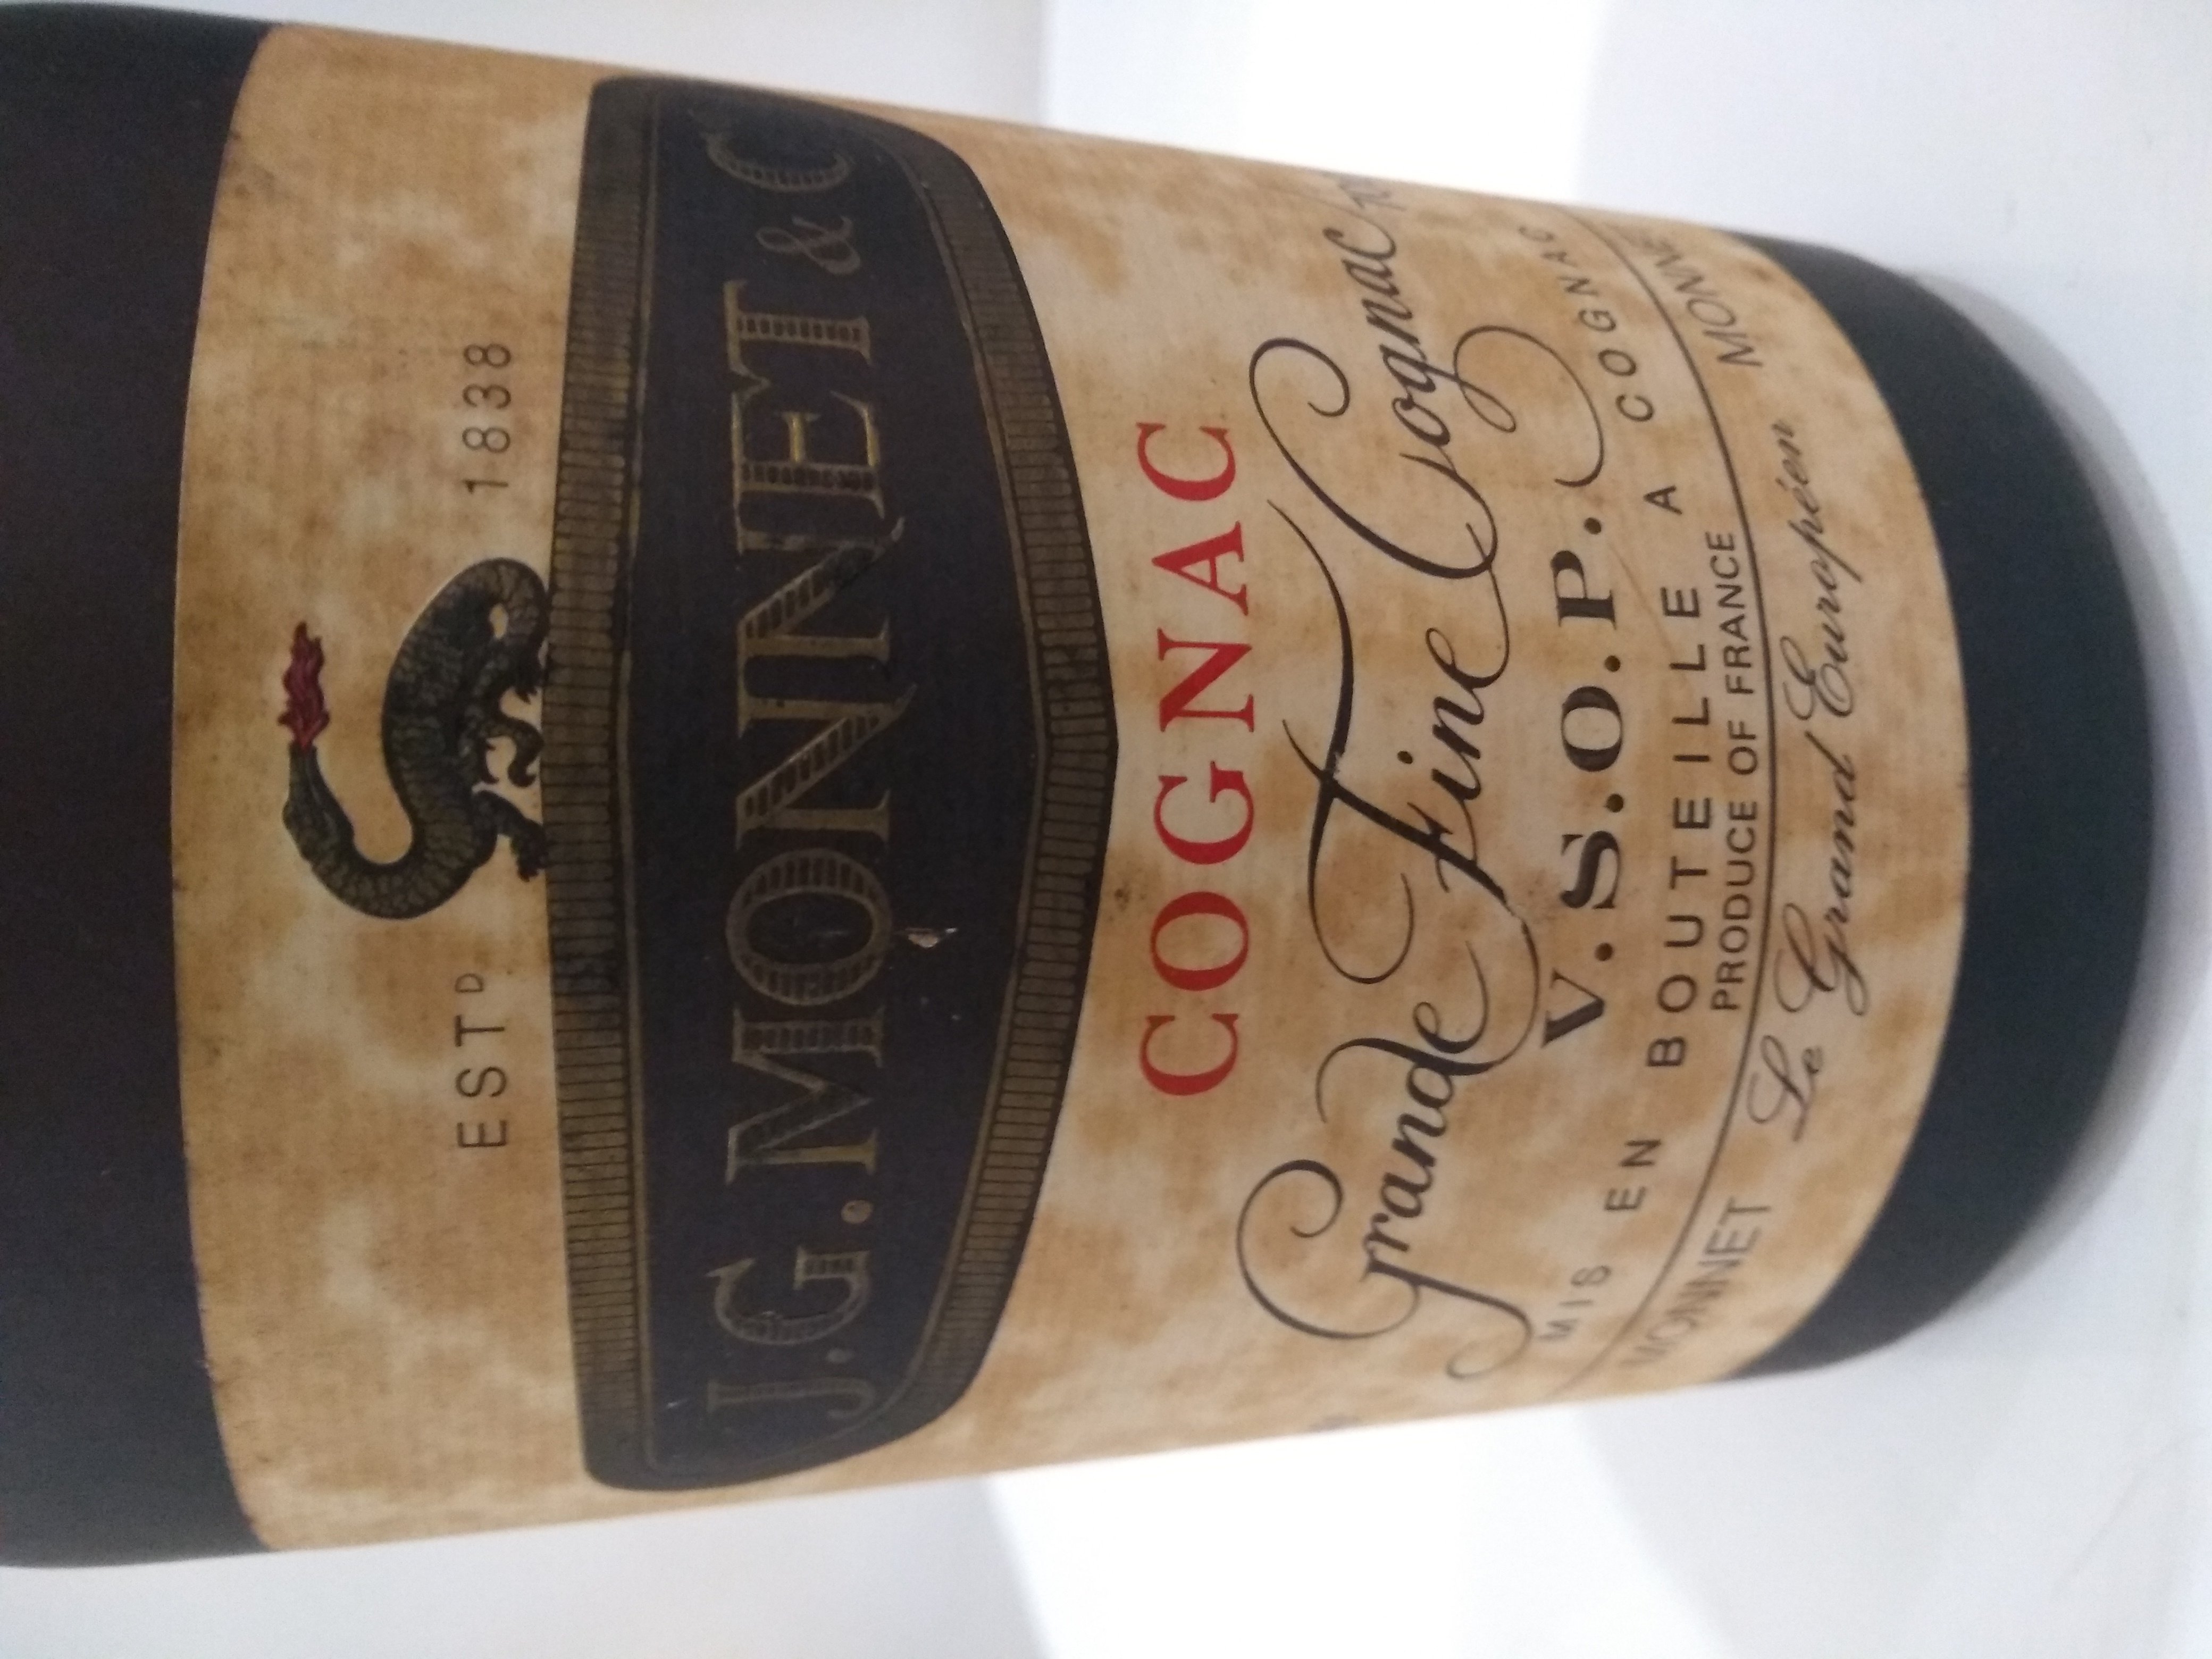 ESTD 1838
J.G. MONNET & C
COGNAC
Grande Fine Cognac
V.S.O.P.
MIS EN BOUTEILLE A COGNAC
PRODUCE OF FRANCE
MONNET Le Grand Européen MONNET